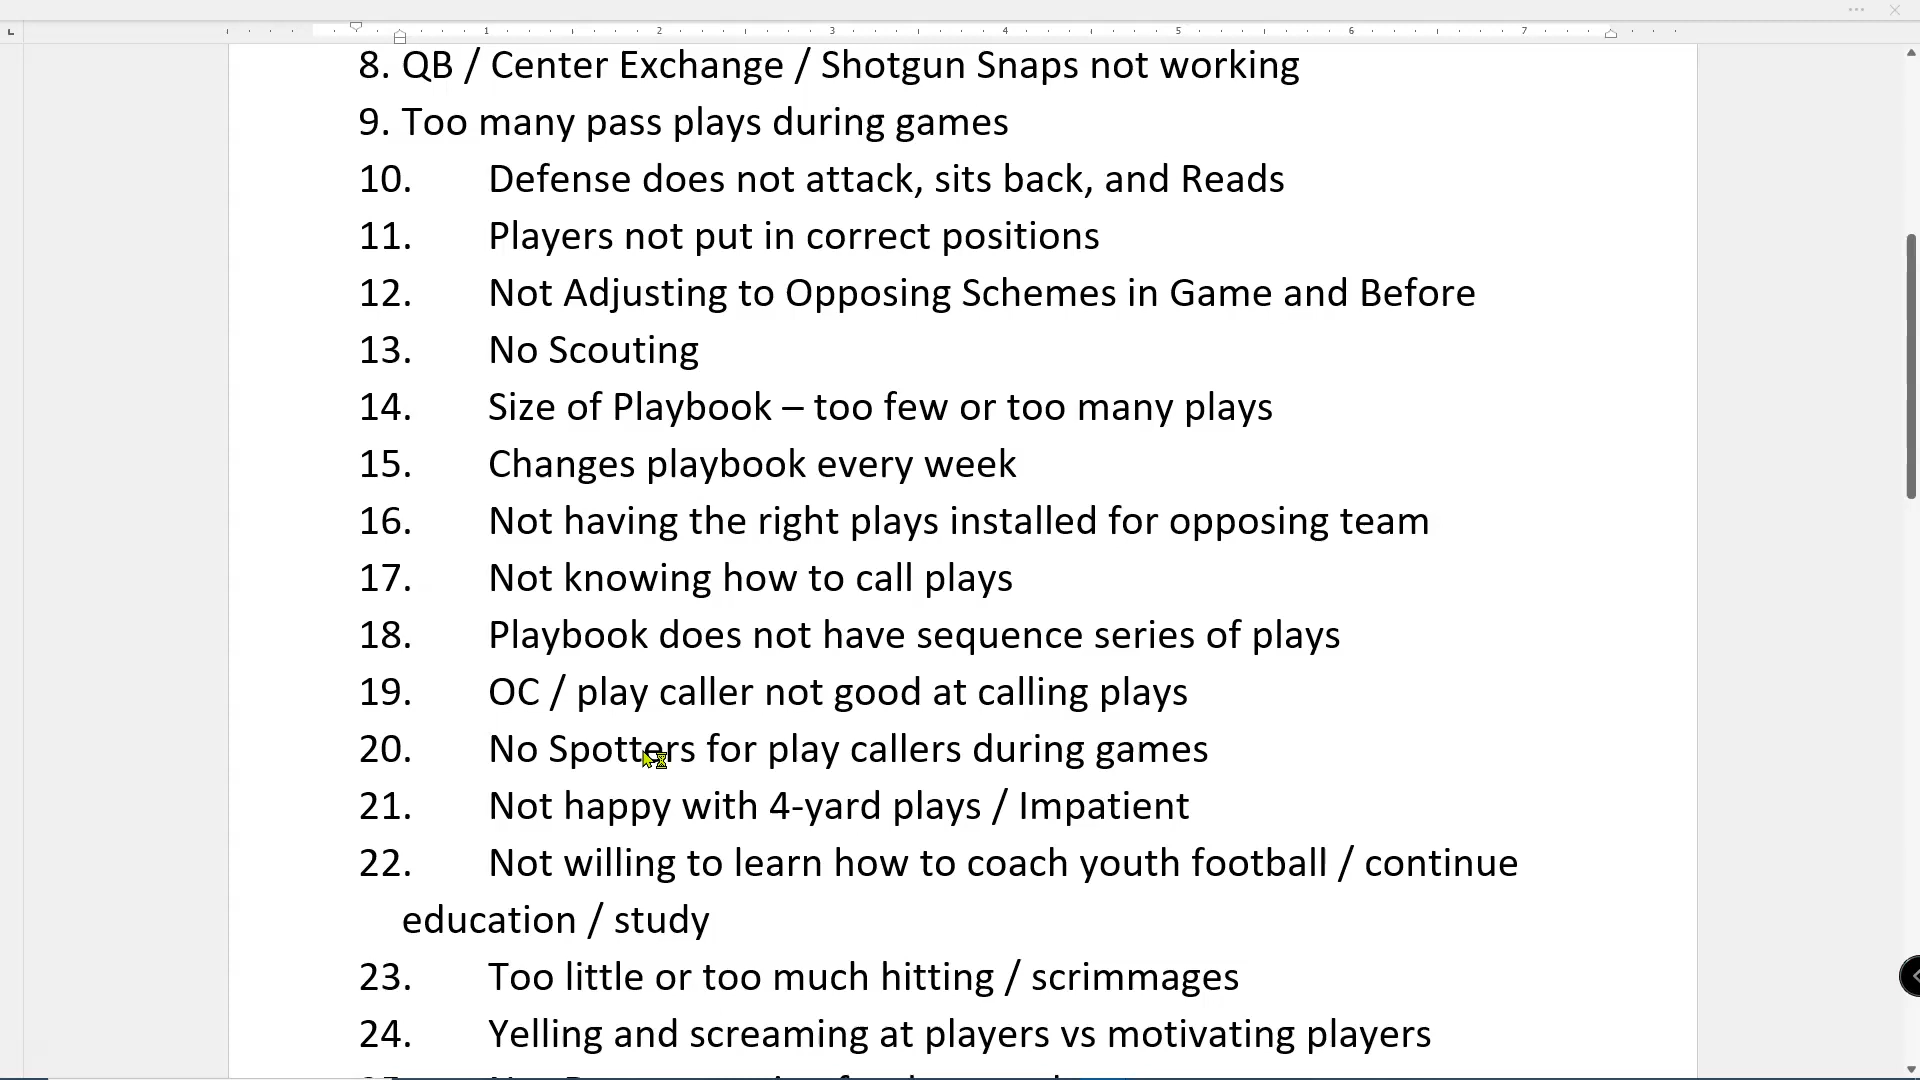 1 2 3 4 5 6 7
8. QB / Center Exchange / Shotgun Snaps not working
9. Too many pass plays during games
10. Defense does not attack, sits back, and Reads
11. Players not put in correct positions
12. Not Adjusting to Opposing Schemes in Game and Before
13. No Scouting
14. Size of Playbook – too few or too many plays
15. Changes playbook every week
16. Not having the right plays installed for opposing team
17. Not knowing how to call plays
18. Playbook does not have sequence series of plays
19. OC / play caller not good at calling plays
20. No Spotters for play callers during games
21. Not happy with 4-yard plays / Impatient
22. Not willing to learn how to coach youth football / continue
education / study
23. Too little or too much hitting / scrimmages
24. Yelling and screaming at players vs motivating players